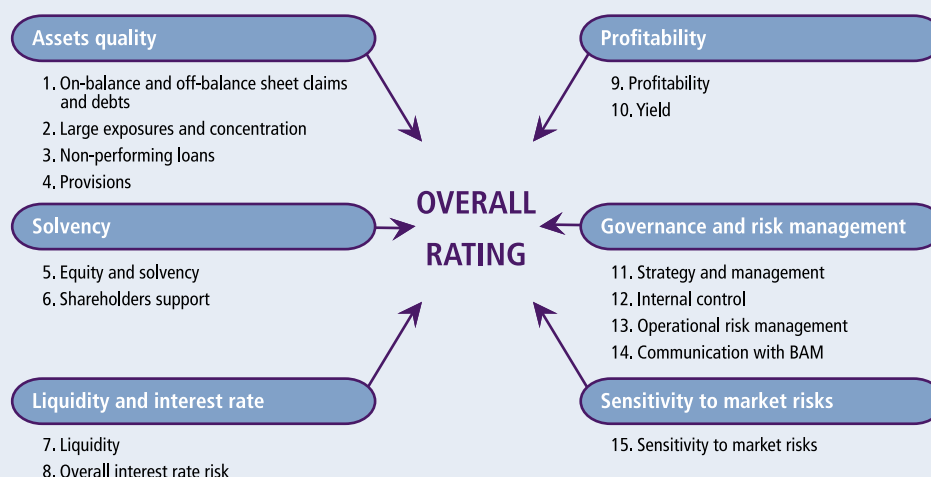 Assets quality
1. On-balance and off-balance sheet claims
and debts
2. Large exposures and concentration
3. Non-performing loans
4. Provisions
Solvency
5. Equity and solvency
6. Shareholders support
Liquidity and interest rate
7. Liquidity
8. Overall interest rate risk
OVERALL
RATING
Profitability
9. Profitability
10. Yield
Governance and risk management
11. Strategy and management
12. Internal control
13. Operational risk management
14. Communication with BAM
Sensitivity to market risks
15. Sensitivity to market risks